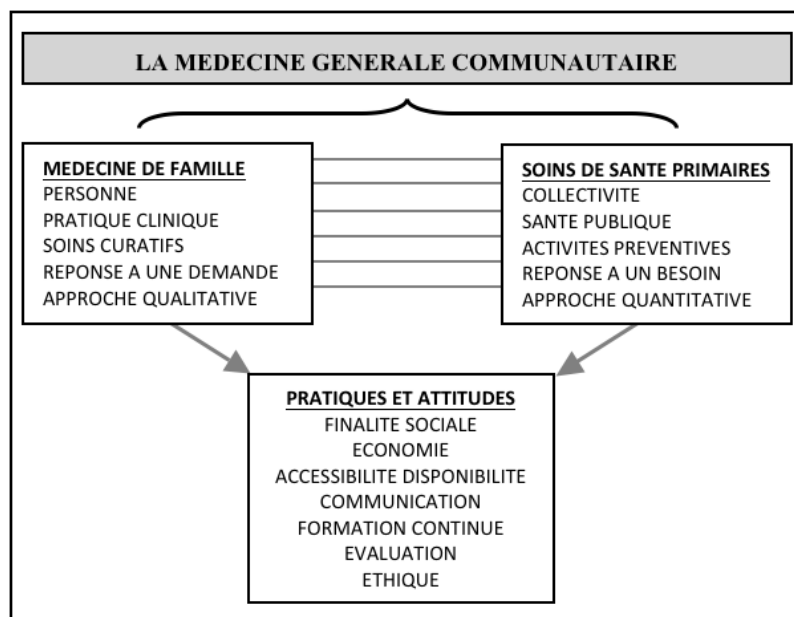 LA MEDECINE GENERALE COMMUNAUTAIRE
MEDECINE DE FAMILLE
PERSONNE
PRATIQUE CLINIQUE
SOINS CURATIFS
REPONSE A UNE DEMANDE
APPROCHE QUALITATIVE
SOINS DE SANTE PRIMAIRES
COLLECTIVITE
SANTE PUBLIQUE
ACTIVITES PREVENTIVES
REPONSE A UN BESOIN
APPROCHE QUANTITATIVE
PRATIQUES ET ATTITUDES
FINALITE SOCIALE
ECONOMIE
ACCESSIBILITE DISPONIBILITE
COMMUNICATION
FORMATION CONTINUE
EVALUATION
ETHIQUE